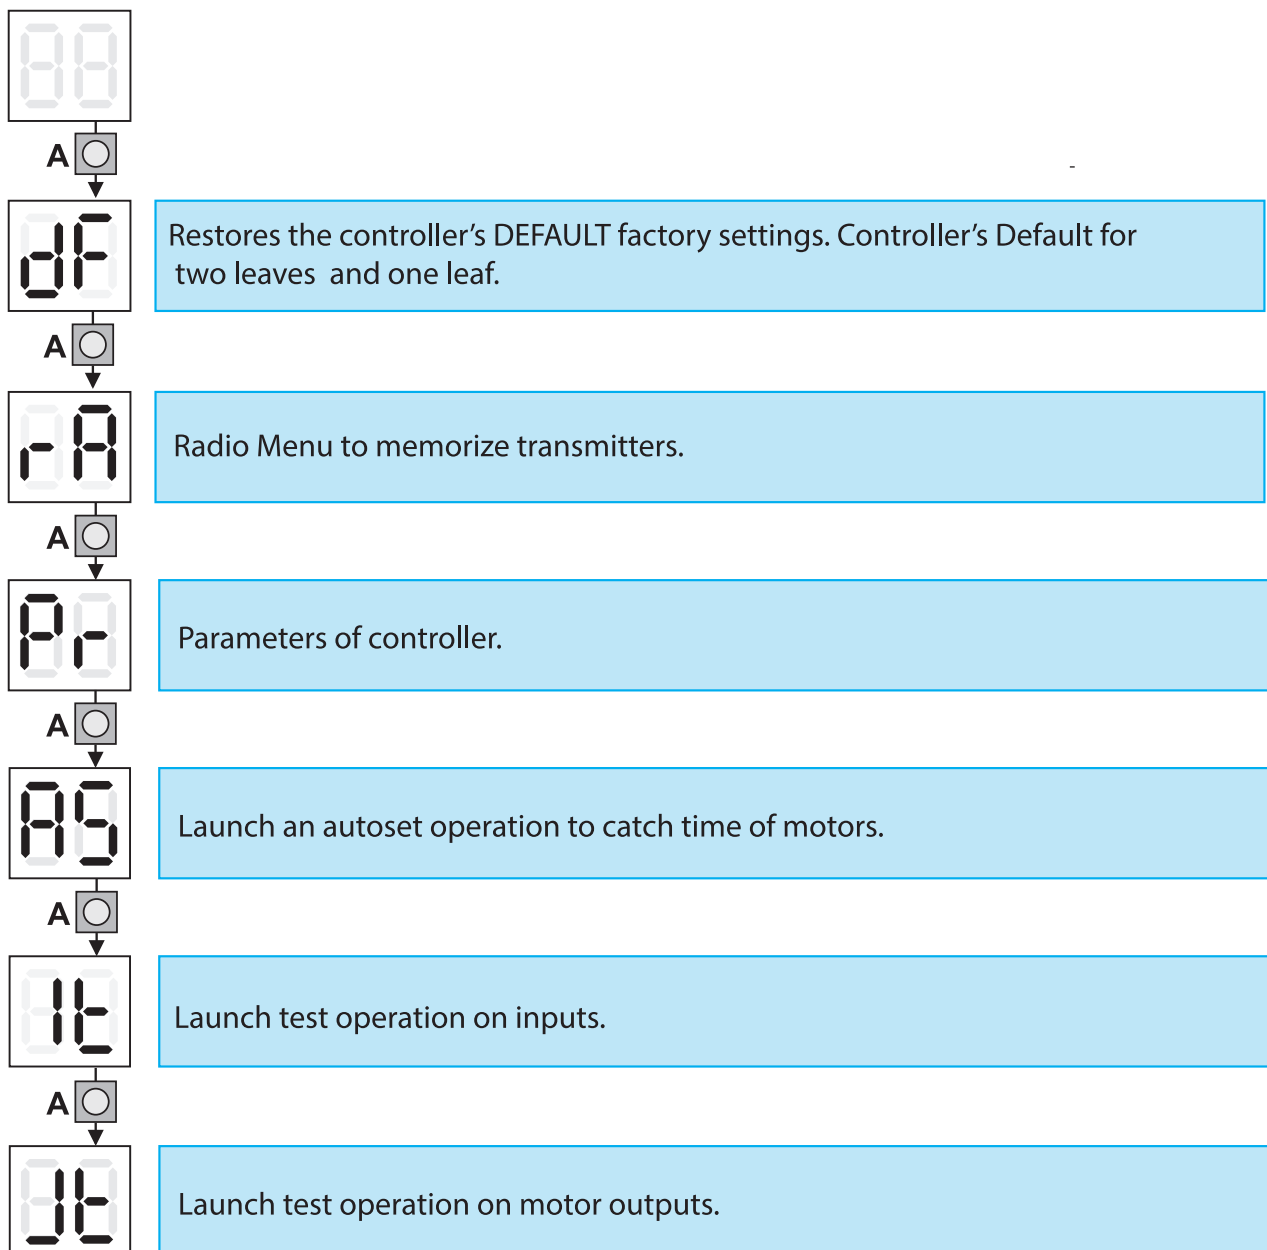 A
dF
Restores the controller's DEFAULT factory settings. Controller's Default for
two leaves and one leaf.
A
rA
Radio Menu to memorize transmitters.
A
Pr
Parameters of controller.
A
AS
Launch an autoset operation to catch time of motors.
A
It
Launch test operation on inputs.
A
Jt
Launch test operation on motor outputs.